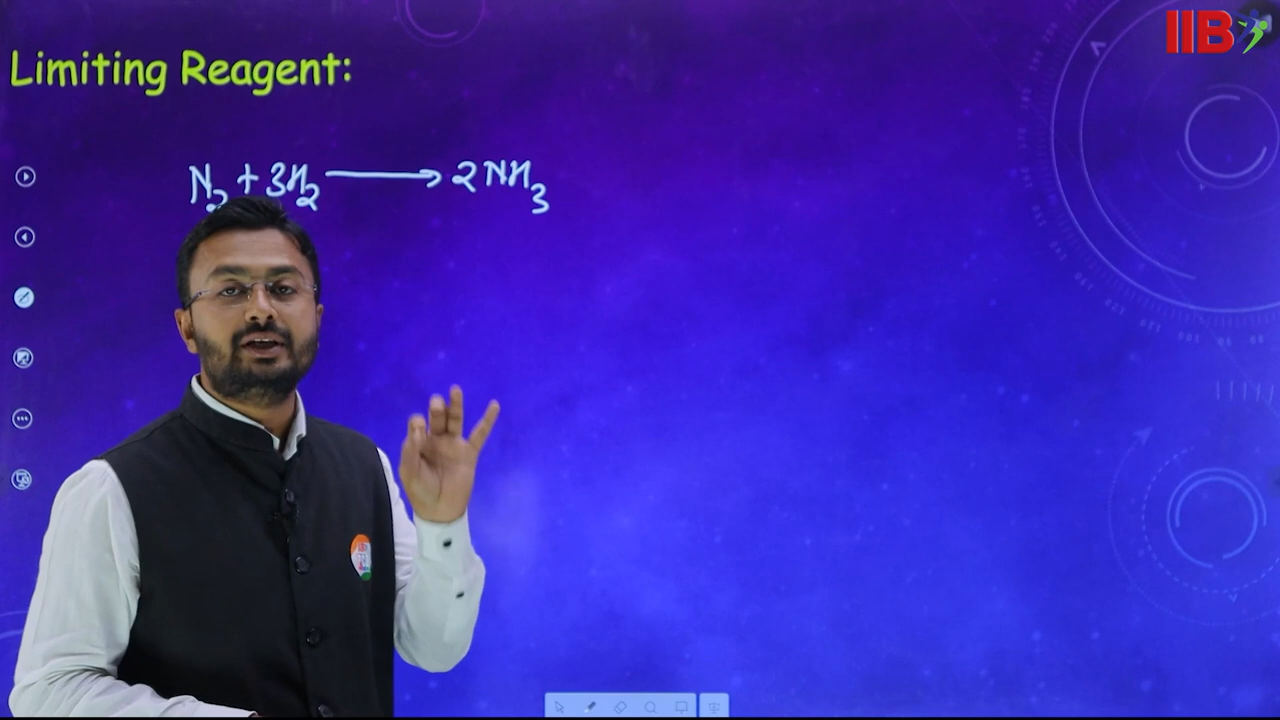 IIB
Limiting Reagent:
N₂ + 3H₂ ⟶ 2NH₃